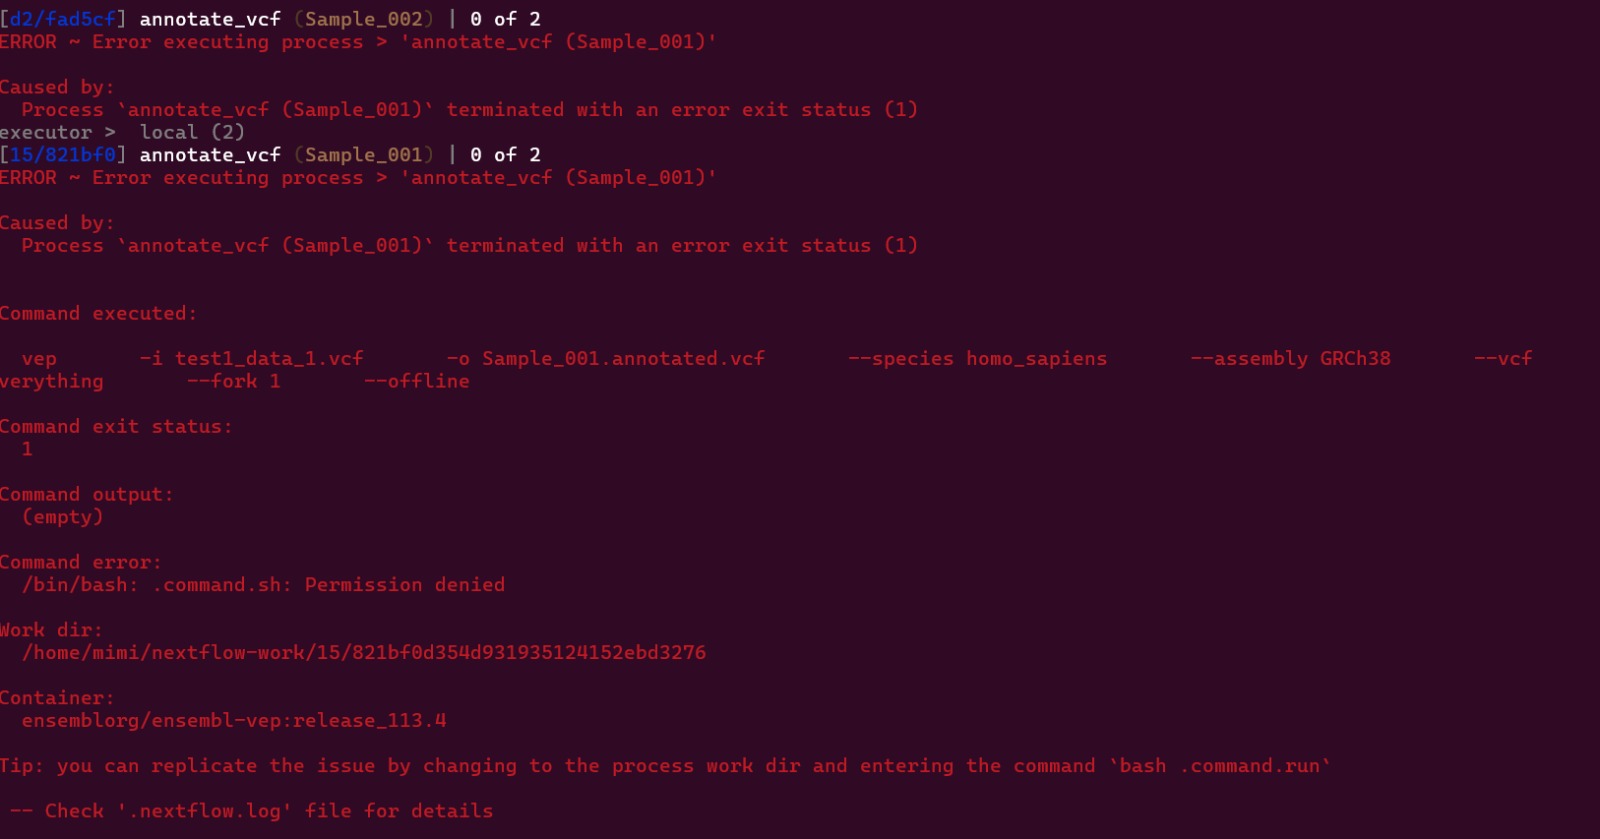 [d2/fad5cf] annotate_vcf (Sample_002) | 0 of 2
ERROR ~ Error executing process > 'annotate_vcf (Sample_001)'
Caused by:
Process `annotate_vcf (Sample_001)` terminated with an error exit status (1)
executor >  local (2)
[15/821bf0] annotate_vcf (Sample_001) | 0 of 2
ERROR ~ Error executing process > 'annotate_vcf (Sample_001)'
Caused by:
Process `annotate_vcf (Sample_001)` terminated with an error exit status (1)
Command executed:
vep       -i test1_data_1.vcf       -o Sample_001.annotated.vcf       --species homo_sapiens       --assembly GRCh38       --vcf
verything       --fork 1       --offline
Command exit status:
1
Command output:
(empty)
Command error:
/bin/bash: .command.sh: Permission denied
Work dir:
/home/mimi/nextflow-work/15/821bf0d354d931935124152ebd3276
Container:
ensemblorg/ensembl-vep:release_113.4
Tip: you can replicate the issue by changing to the process work dir and entering the command `bash .command.run`
-- Check '.nextflow.log' file for details